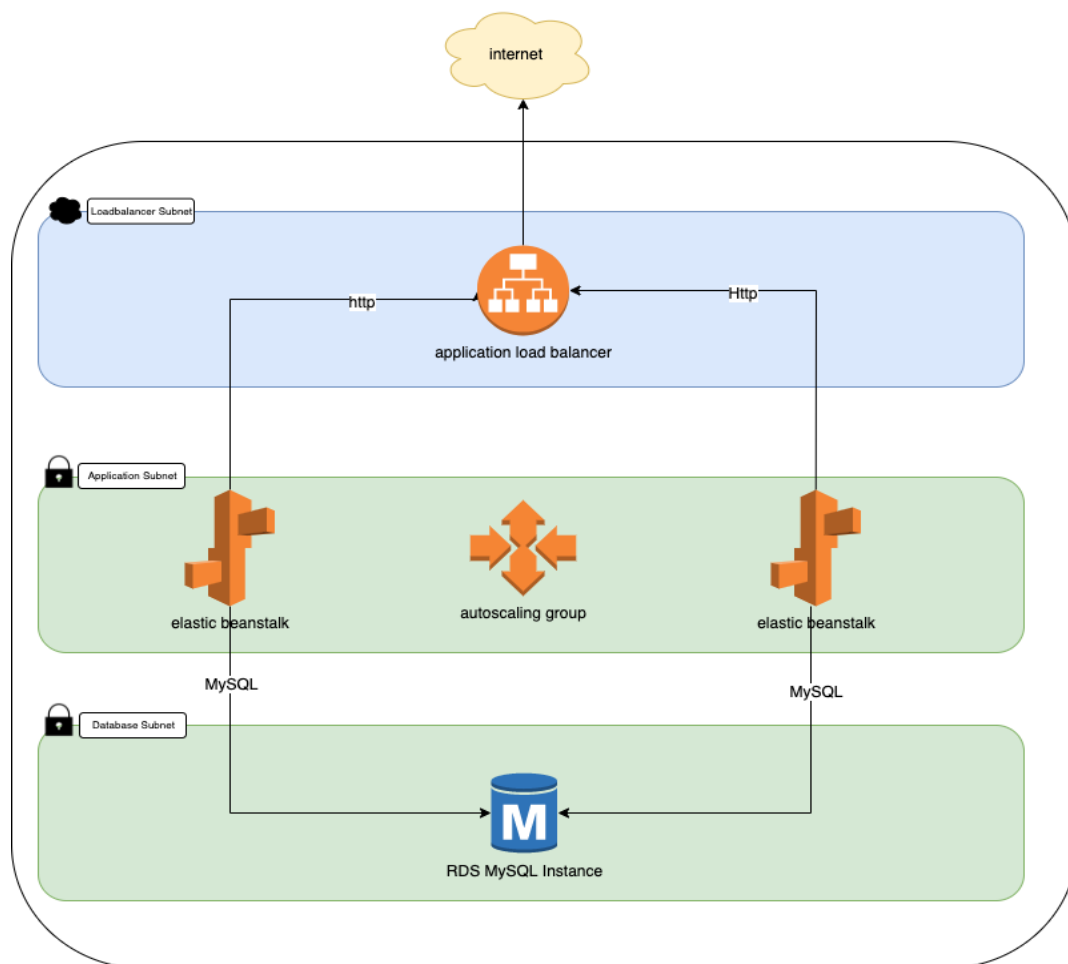 internet
Loadbalancer Subnet
http
Http
application load balancer
Application Subnet
elastic beanstalk
autoscaling group
elastic beanstalk
MySQL
MySQL
Database Subnet
M
RDS MySQL Instance